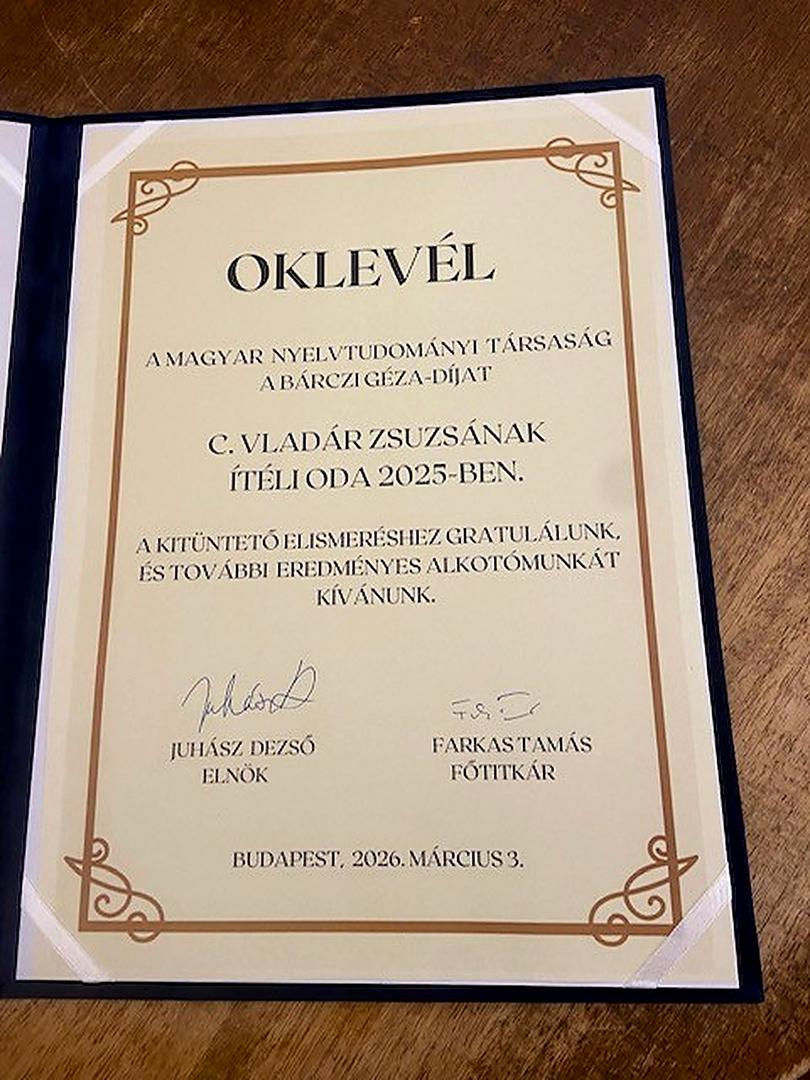 OKLEVÉL
A MAGYAR NYELVTUDOMÁNYI TÁRSASÁG
A BÁRCZI GÉZA-DÍJAT
C. VLADÁR ZSUZSÁNAK
ÍTÉLI ODA 2025-BEN.
A KITÜNTETŐ ELISMERÉSHEZ GRATULÁLUNK,
ÉS TOVÁBBI EREDMÉNYES ALKOTÓMUNKÁT
KÍVÁNUNK.
Juhász D
JUHÁSZ DEZSŐ
ELNÖK
FARKAS TAMÁS
FŐTITKÁR
BUDAPEST, 2026. MÁRCIUS 3.